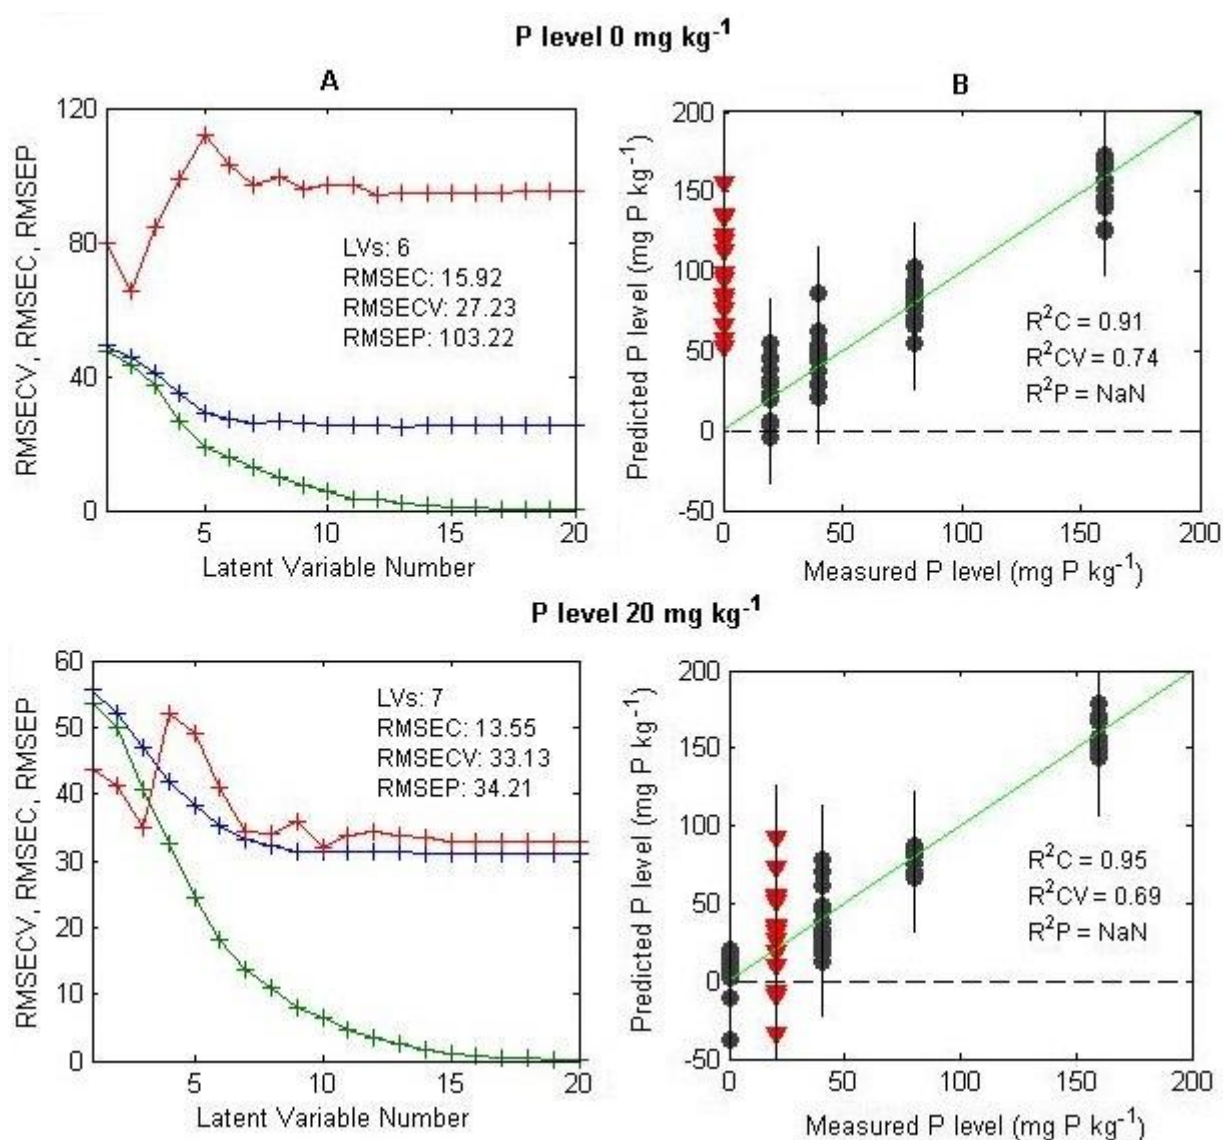 P level 0 mg kg⁻¹
A
RMSECV, RMSEC, RMSEP
120
80
40
0
5
10
15
20
Latent Variable Number
LVs: 6
RMSEC: 15.92
RMSECV: 27.23
RMSEP: 103.22
B
Predicted P level (mg P kg⁻¹)
200
150
100
50
0
-50
0
50
100
150
200
Measured P level (mg P kg⁻¹)
R²C = 0.91
R²CV = 0.74
R²P = NaN
P level 20 mg kg⁻¹
RMSECV, RMSEC, RMSEP
60
50
40
30
20
10
0
5
10
15
20
Latent Variable Number
LVs: 7
RMSEC: 13.55
RMSECV: 33.13
RMSEP: 34.21
Predicted P level (mg P kg⁻¹)
200
150
100
50
0
-50
0
50
100
150
200
Measured P level (mg P kg⁻¹)
R²C = 0.95
R²CV = 0.69
R²P = NaN